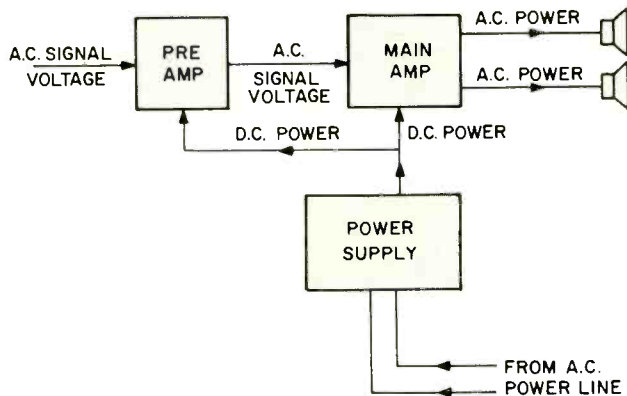 A.C. SIGNAL
VOLTAGE
PRE
AMP
A.C.
SIGNAL
VOLTAGE
MAIN
AMP
A.C. POWER
A.C. POWER
D.C. POWER
D.C. POWER
POWER
SUPPLY
FROM A.C.
POWER LINE